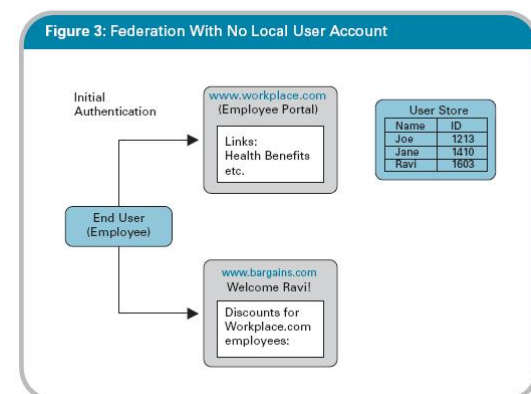 Figure 3: Federation With No Local User Account
Initial
Authentication
www.workplace.com
(Employee Portal)
Links:
Health Benefits
etc.
User Store
Name ID
Joe 1213
Jane 1410
Ravi 1603
End User
(Employee)
www.bargains.com
Welcome Ravi!
Discounts for
Workplace.com
employees: